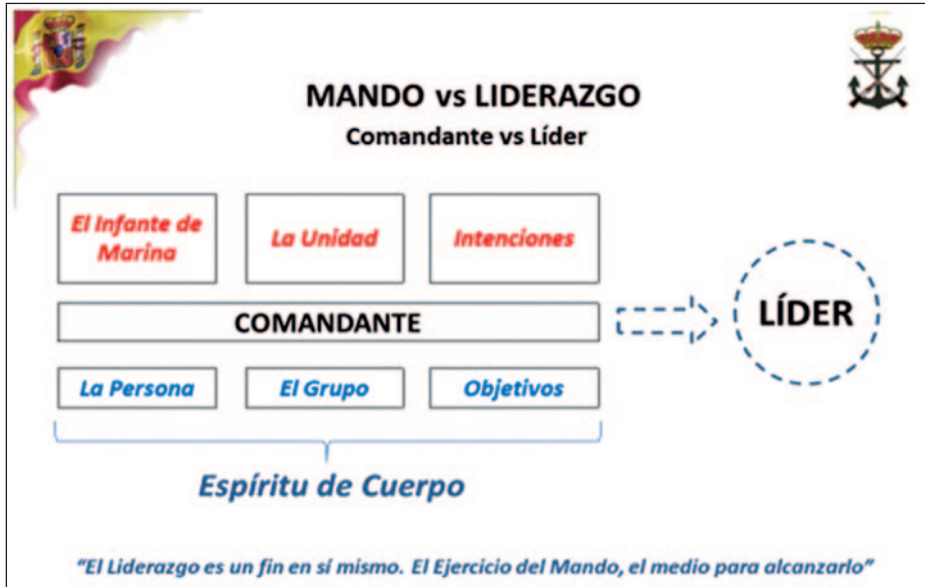 MANDO vs LIDERAZGO
Comandante vs Líder
El Infante de
Marina
La Unidad
Intenciones
COMANDANTE
LÍDER
La Persona
El Grupo
Objetivos
Espíritu de Cuerpo
"El Liderazgo es un fin en sí mismo. El Ejercicio del Mando, el medio para alcanzarlo"